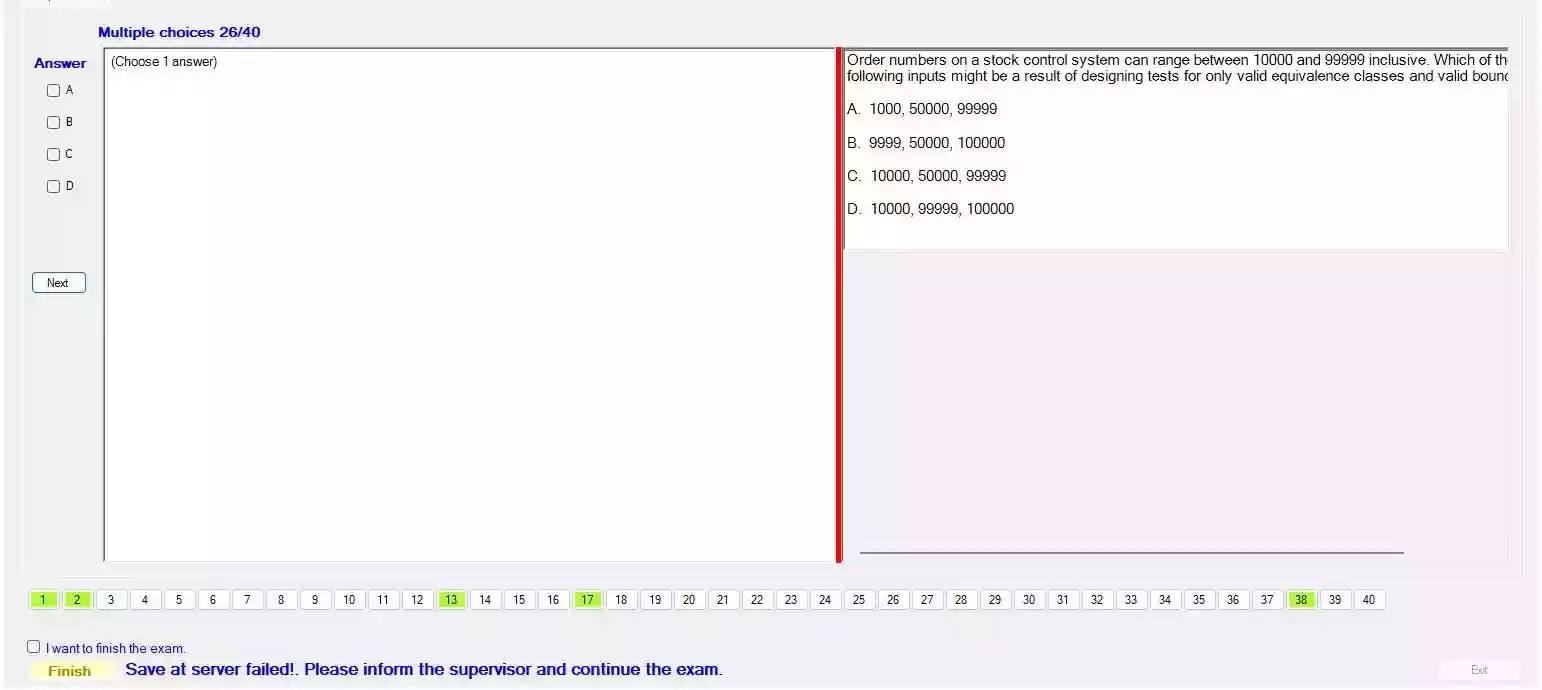 Multiple choices 26/40
Answer
A
B
C
D
Next
(Choose 1 answer)
Order numbers on a stock control system can range between 10000 and 99999 inclusive. Which of th
following inputs might be a result of designing tests for only valid equivalence classes and valid bound
A. 1000, 50000, 99999
B. 9999, 50000, 100000
C. 10000, 50000, 99999
D. 10000, 99999, 100000
1 2 3 4 5 6 7 8 9 10 11 12 13 14 15 16 17 18 19 20 21 22 23 24 25 26 27 28 29 30 31 32 33 34 35 36 37 38 39 40
I want to finish the exam.
Finish Save at server failed!. Please inform the supervisor and continue the exam. Exit